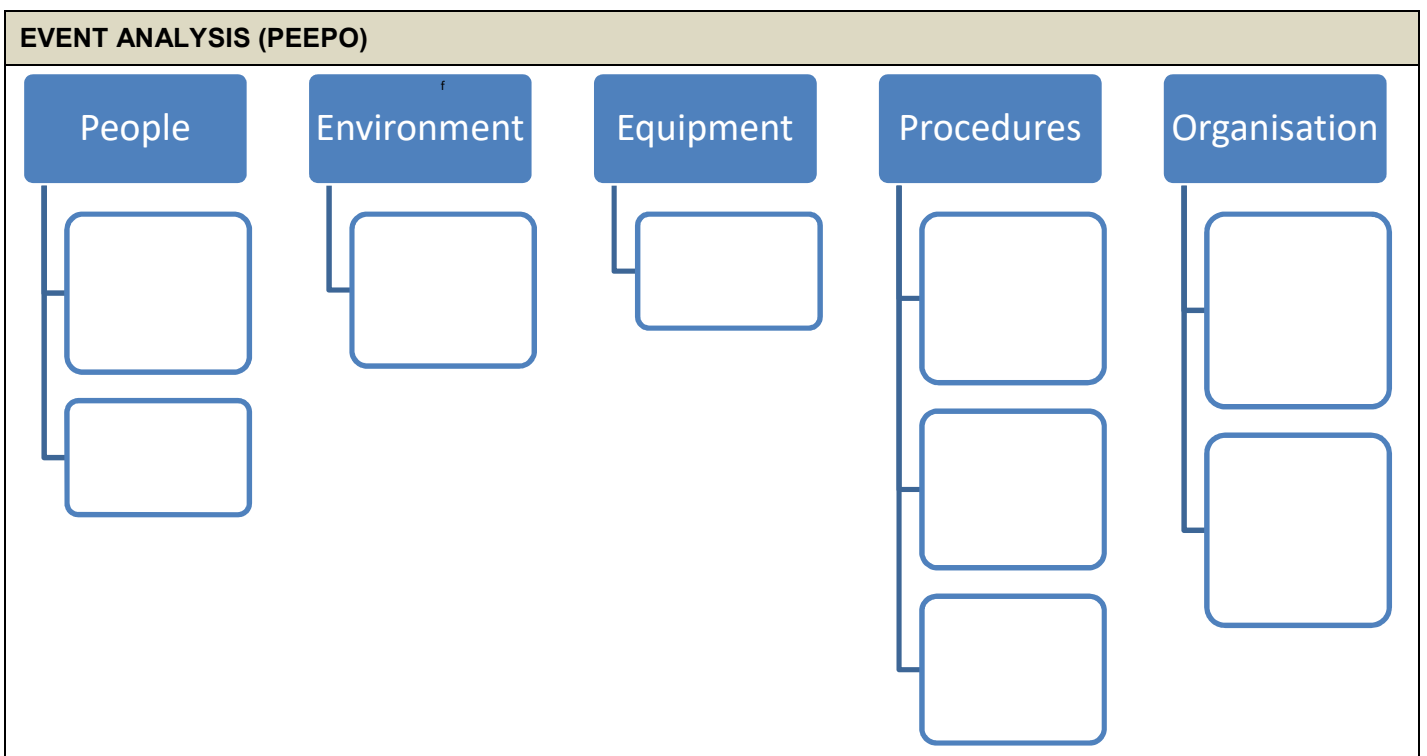 EVENT ANALYSIS (PEEPO)
f
People
Environment
Equipment
Procedures
Organisation